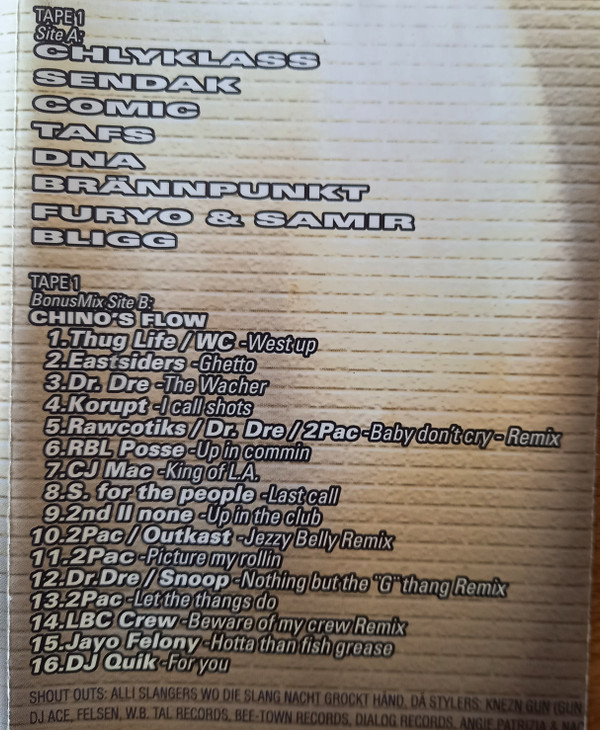 TAPE 1
Site A:
CHLYKLASS
SENDAK
COMIC
TAFS
DNA
BRÄNNPUNKT
FURYO & SAMIR
BLIGG
TAPE 1
BonusMix Site B:
CHINO'S FLOW
1.Thug Life / WC -West up
2.Eastsiders -Ghetto
3.Dr. Dre -The Wacher
4.Korupt -I call shots
5.Rawcotiks / Dr. Dre / 2Pac -Baby don't cry - Remix
6.RBL Posse -Up in commin
7.CJ Mac -King of L.A.
8.S. for the people -Last call
9.2nd II none -Up in the club
10.2Pac / Outkast -Jezzy Belly Remix
11.2Pac -Picture my rollin
12.Dr.Dre / Snoop -Nothing but the "G" thang Remix
13.2Pac -Let the thangs do
14.LBC Crew -Beware of my crew Remix
15.Jayo Felony -Hotta than fish grease
16.DJ Quik -For you
SHOUT OUTS: ALLI SLANGERS WO DIE SLANG NACHT GROCKT HÄND, DÄ STYLERS: KNEZN GUN (GUN
DJ ACE, FELSEN, W.B. TAL RECORDS, BEE-TOWN RECORDS, DIALOG RECORDS, ANGIE PATRIZIA &